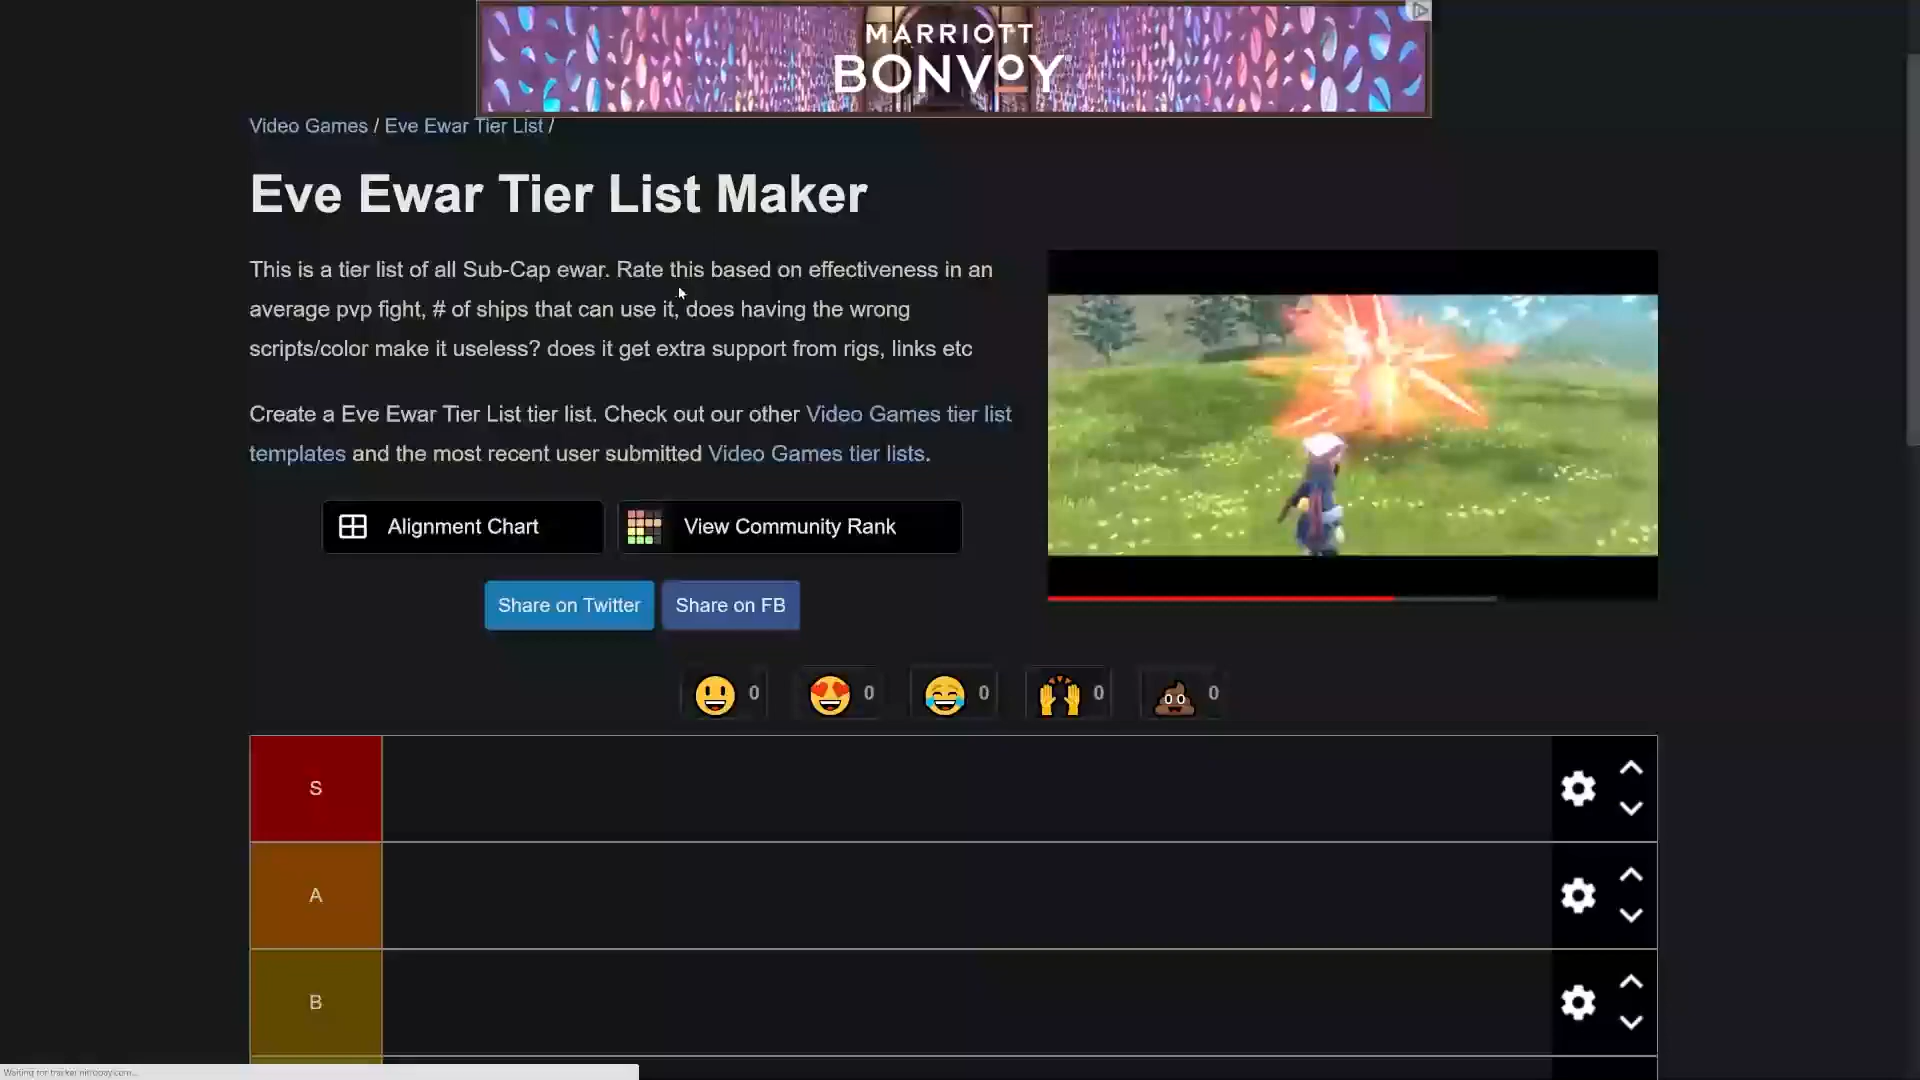 MARRIOTT
BONVOY
Video Games / Eve Ewar Tier List /
Eve Ewar Tier List Maker
This is a tier list of all Sub-Cap ewar. Rate this based on effectiveness in an
average pvp fight, # of ships that can use it, does having the wrong
scripts/color make it useless? does it get extra support from rigs, links etc
Create a Eve Ewar Tier List tier list. Check out our other Video Games tier list
templates and the most recent user submitted Video Games tier lists.
Alignment Chart
View Community Rank
Share on Twitter
Share on FB
0
0
0
0
0
S
A
B
Waiting for tracker.nitropay.com...